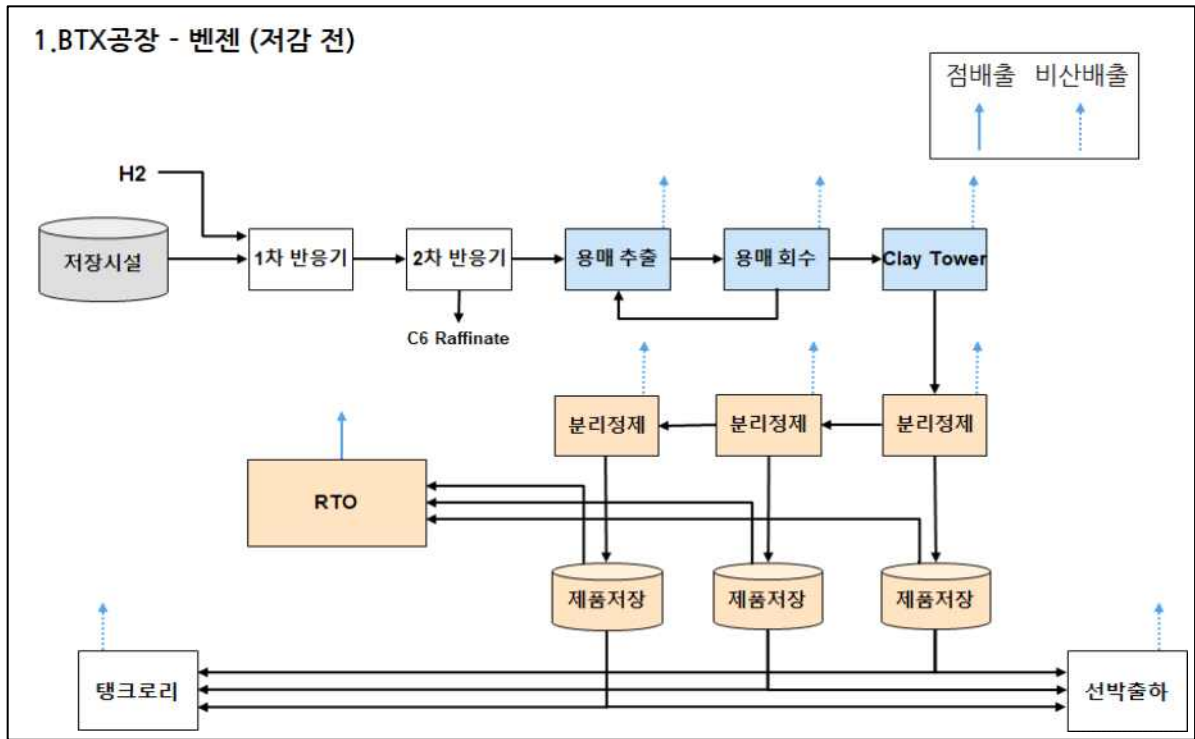 1.BTX공장 - 벤젠 (저감 전)
점배출 비산배출
H2
저장시설
1차 반응기
2차 반응기
용매 추출
용매 회수
Clay Tower
C6 Raffinate
분리정제
분리정제
분리정제
RTO
제품저장
제품저장
제품저장
탱크로리
선박출하